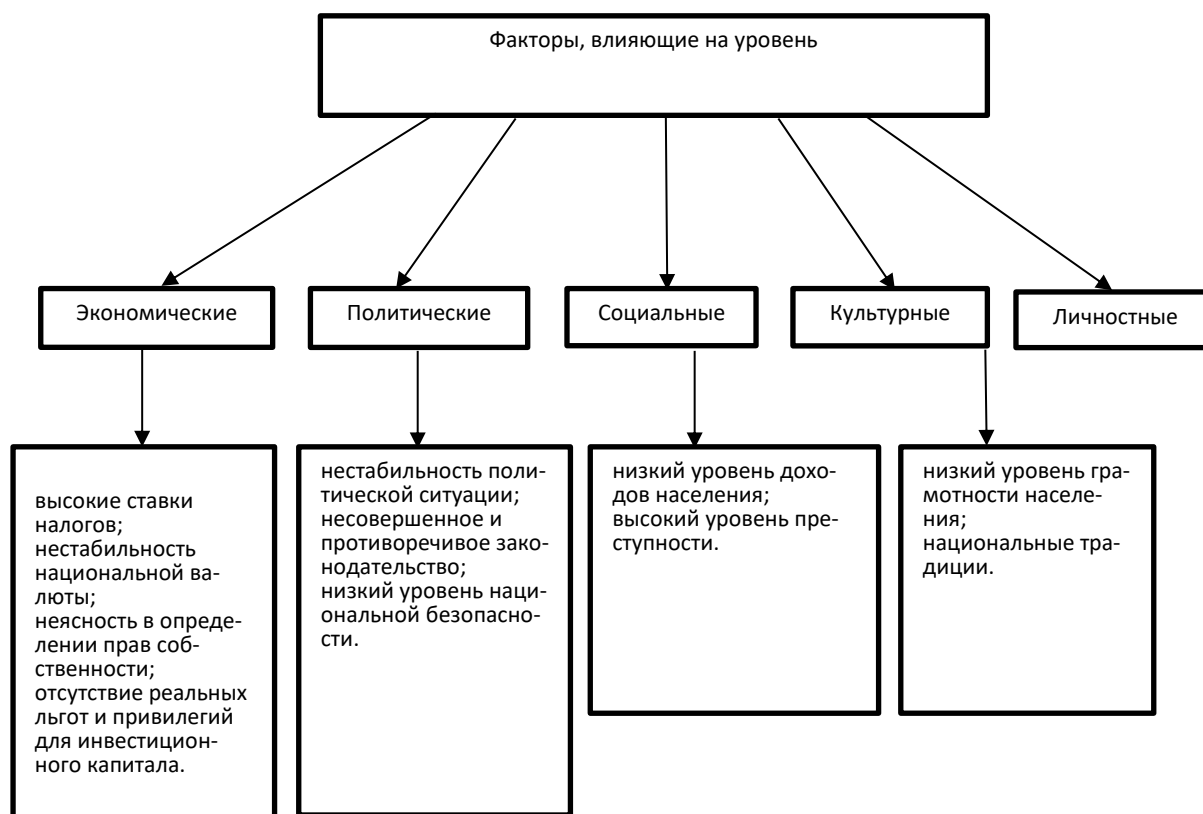 Факторы, влияющие на уровень
Экономические
Политические
Социальные
Культурные
Личностные
высокие ставки
налогов;
нестабильность
национальной ва-
люты;
неясность в опреде-
лении прав соб-
ственности;
отсутствие реальных
льгот и привилегий
для инвестицион-
ного капитала.
нестабильность поли-
тической ситуации;
несовершенное и
противоречивое зако-
нодательство;
низкий уровень наци-
ональной безопасно-
сти.
низкий уровень дохо-
дов населения;
высокий уровень пре-
ступности.
низкий уровень гра-
мотности населе-
ния;
национальные тра-
диции.